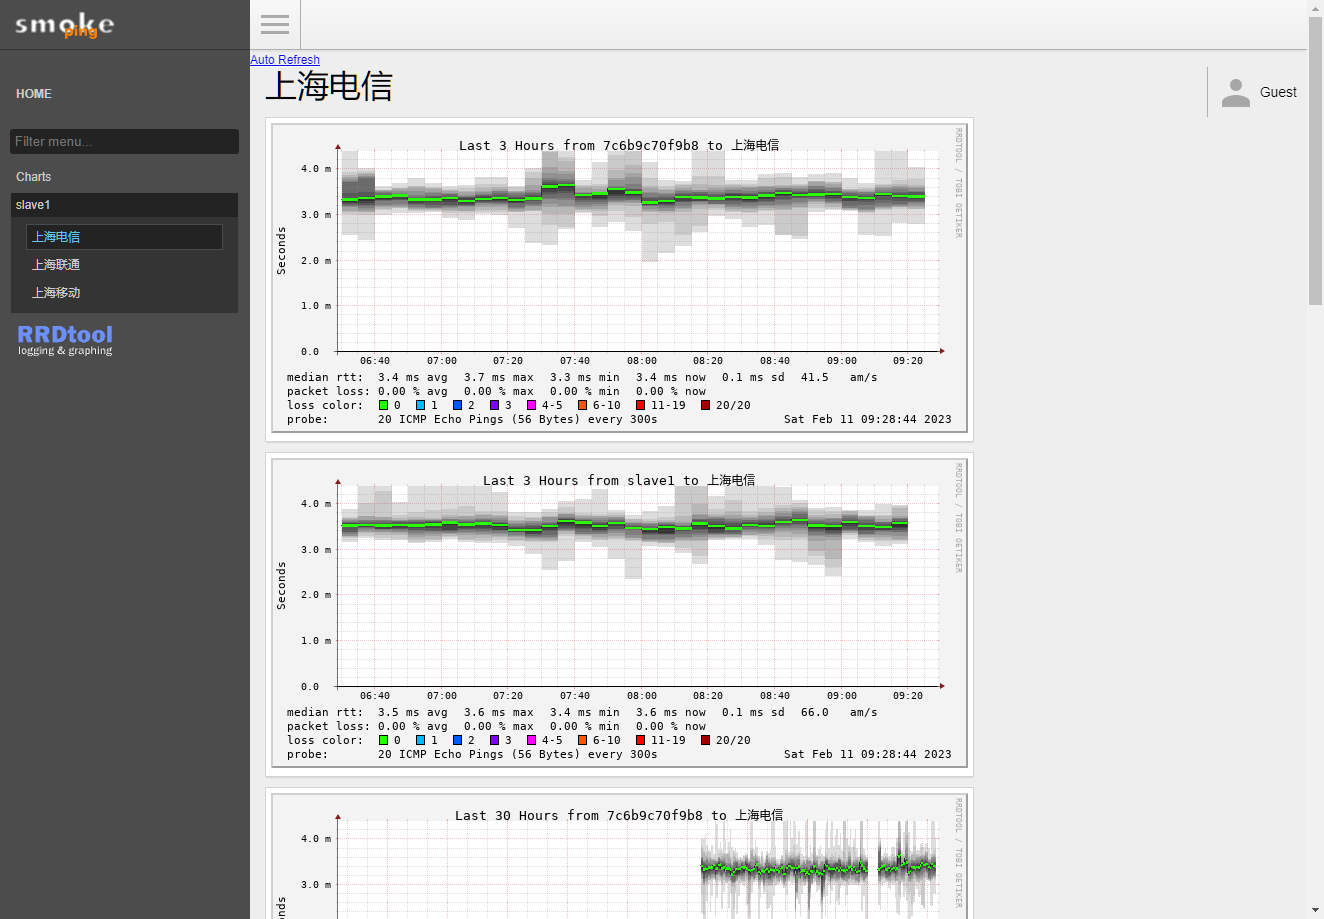 smoke
ping
HOME
Filter menu...
Charts
slave1
上海电信
上海联通
上海移动
RRDtool
logging & graphing
Auto Refresh
上海电信
Guest
Last 3 Hours from 7c6b9c70f9b8 to 上海电信
RRDTOOL / TOBI OETIKER
Seconds
4.0 m
3.0 m
2.0 m
1.0 m
0.0
06:40 07:00 07:20 07:40 08:00 08:20 08:40 09:00 09:20
median rtt: 3.4 ms avg 3.7 ms max 3.3 ms min 3.4 ms now 0.1 ms sd 41.5 am/s
packet loss: 0.00 % avg 0.00 % max 0.00 % min 0.00 % now
loss color: 0 1 2 3 4-5 6-10 11-19 20/20
probe: 20 ICMP Echo Pings (56 Bytes) every 300s Sat Feb 11 09:28:44 2023
Last 3 Hours from slave1 to 上海电信
RRDTOOL / TOBI OETIKER
Seconds
4.0 m
3.0 m
2.0 m
1.0 m
0.0
06:40 07:00 07:20 07:40 08:00 08:20 08:40 09:00 09:20
median rtt: 3.5 ms avg 3.6 ms max 3.4 ms min 3.6 ms now 0.1 ms sd 66.0 am/s
packet loss: 0.00 % avg 0.00 % max 0.00 % min 0.00 % now
loss color: 0 1 2 3 4-5 6-10 11-19 20/20
probe: 20 ICMP Echo Pings (56 Bytes) every 300s Sat Feb 11 09:28:44 2023
Last 30 Hours from 7c6b9c70f9b8 to 上海电信
RRDTOOL / TOBI OETIKER
4.0 m
3.0 m
nds